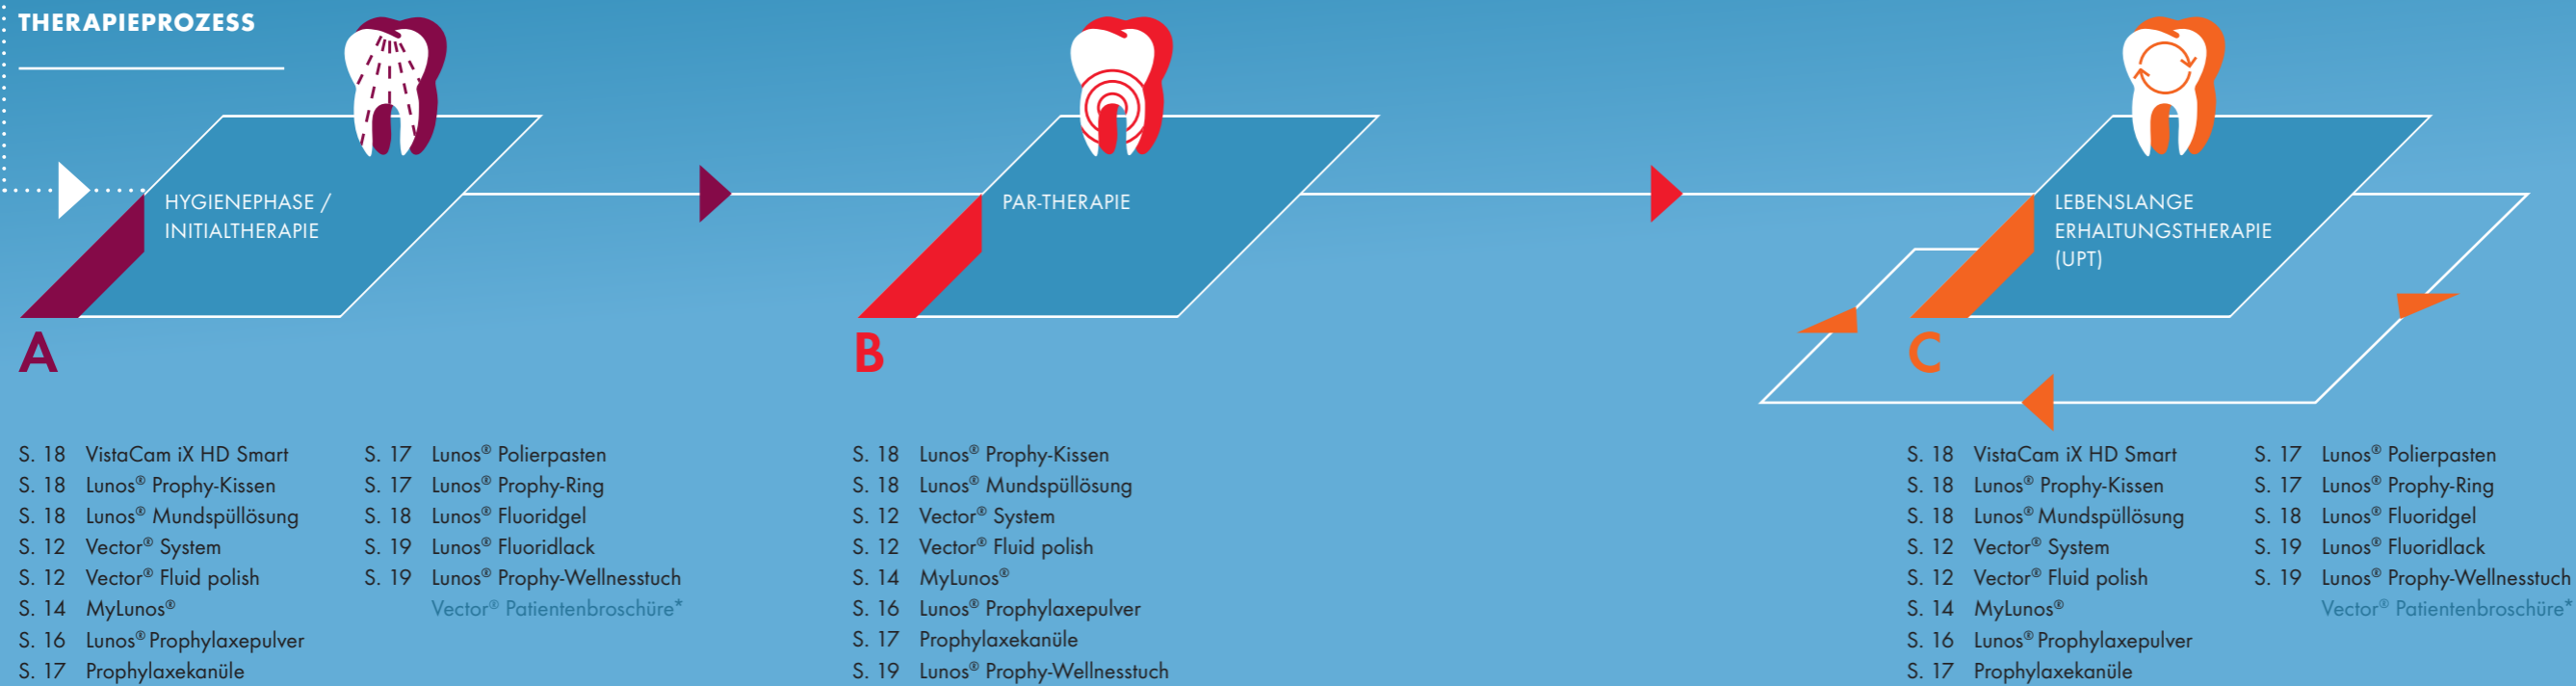 THERAPIEPROZESS
HYGIENEPHASE /
INITIALTHERAPIE
A
S. 18 VistaCam iX HD Smart
S. 18 Lunos® Prophy-Kissen
S. 18 Lunos® Mundspüllösung
S. 12 Vector® System
S. 12 Vector® Fluid polish
S. 14 MyLunos®
S. 16 Lunos® Prophylaxepulver
S. 17 Prophylaxekanüle
S. 17 Lunos® Polierpasten
S. 17 Lunos® Prophy-Ring
S. 18 Lunos® Fluoridgel
S. 19 Lunos® Fluoridlack
S. 19 Lunos® Prophy-Wellnesstuch
Vector® Patientenbroschüre*
PAR-THERAPIE
B
S. 18 Lunos® Prophy-Kissen
S. 18 Lunos® Mundspüllösung
S. 12 Vector® System
S. 12 Vector® Fluid polish
S. 14 MyLunos®
S. 16 Lunos® Prophylaxepulver
S. 17 Prophylaxekanüle
S. 19 Lunos® Prophy-Wellnesstuch
LEBENSLANGE
ERHALTUNGSTHERAPIE
(UPT)
C
S. 18 VistaCam iX HD Smart
S. 18 Lunos® Prophy-Kissen
S. 18 Lunos® Mundspüllösung
S. 12 Vector® System
S. 12 Vector® Fluid polish
S. 14 MyLunos®
S. 16 Lunos® Prophylaxepulver
S. 17 Prophylaxekanüle
S. 17 Lunos® Polierpasten
S. 17 Lunos® Prophy-Ring
S. 18 Lunos® Fluoridgel
S. 19 Lunos® Fluoridlack
S. 19 Lunos® Prophy-Wellnesstuch
Vector® Patientenbroschüre*